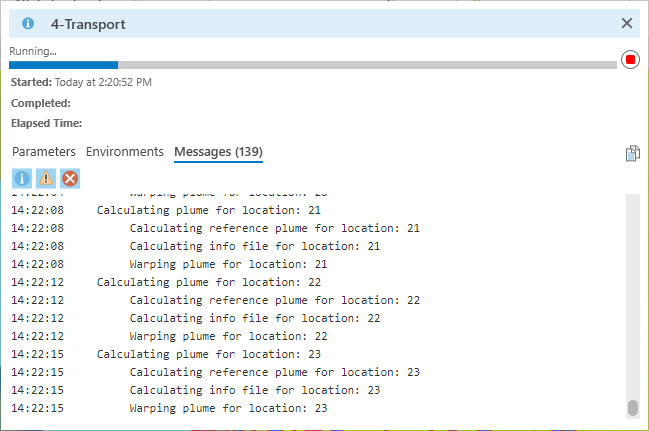 4-Transport
Running...
Started: Today at 2:20:52 PM
Completed:
Elapsed Time:
Parameters Environments Messages (139)
14:22:08 Calculating plume for location: 21
14:22:08 Calculating reference plume for location: 21
14:22:08 Calculating info file for location: 21
14:22:08 Warping plume for location: 21
14:22:12 Calculating plume for location: 22
14:22:12 Calculating reference plume for location: 22
14:22:12 Calculating info file for location: 22
14:22:12 Warping plume for location: 22
14:22:15 Calculating plume for location: 23
14:22:15 Calculating reference plume for location: 23
14:22:15 Calculating info file for location: 23
14:22:15 Warping plume for location: 23